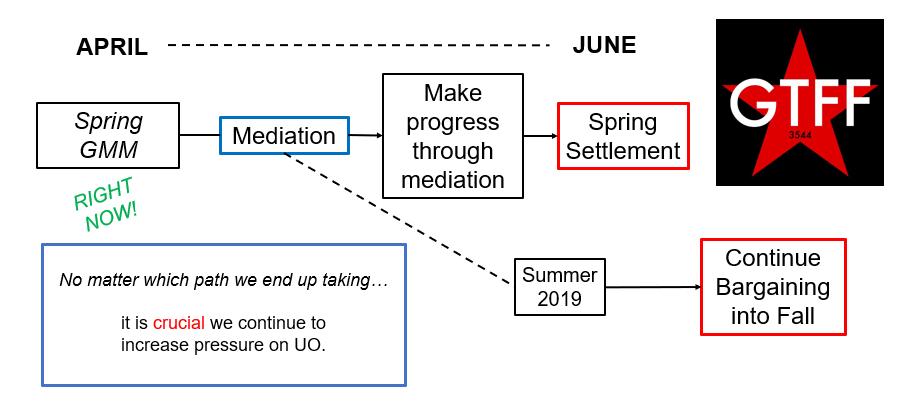 APRIL
JUNE
GTFF
3544
Spring
GMM
Mediation
Make
progress
through
mediation
Spring
Settlement
RIGHT
NOW!
No matter which path we end up taking…
it is crucial we continue to
increase pressure on UO.
Summer
2019
Continue
Bargaining
into Fall